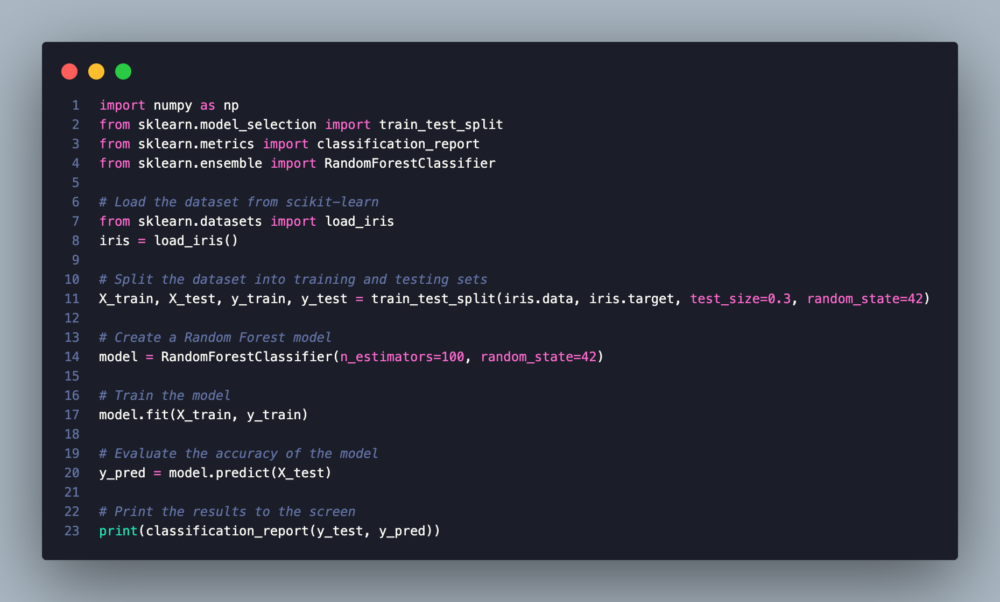 1 import numpy as np
2 from sklearn.model_selection import train_test_split
3 from sklearn.metrics import classification_report
4 from sklearn.ensemble import RandomForestClassifier
5
6 # Load the dataset from scikit-learn
7 from sklearn.datasets import load_iris
8 iris = load_iris()
9
10 # Split the dataset into training and testing sets
11 X_train, X_test, y_train, y_test = train_test_split(iris.data, iris.target, test_size=0.3, random_state=42)
12
13 # Create a Random Forest model
14 model = RandomForestClassifier(n_estimators=100, random_state=42)
15
16 # Train the model
17 model.fit(X_train, y_train)
18
19 # Evaluate the accuracy of the model
20 y_pred = model.predict(X_test)
21
22 # Print the results to the screen
23 print(classification_report(y_test, y_pred))